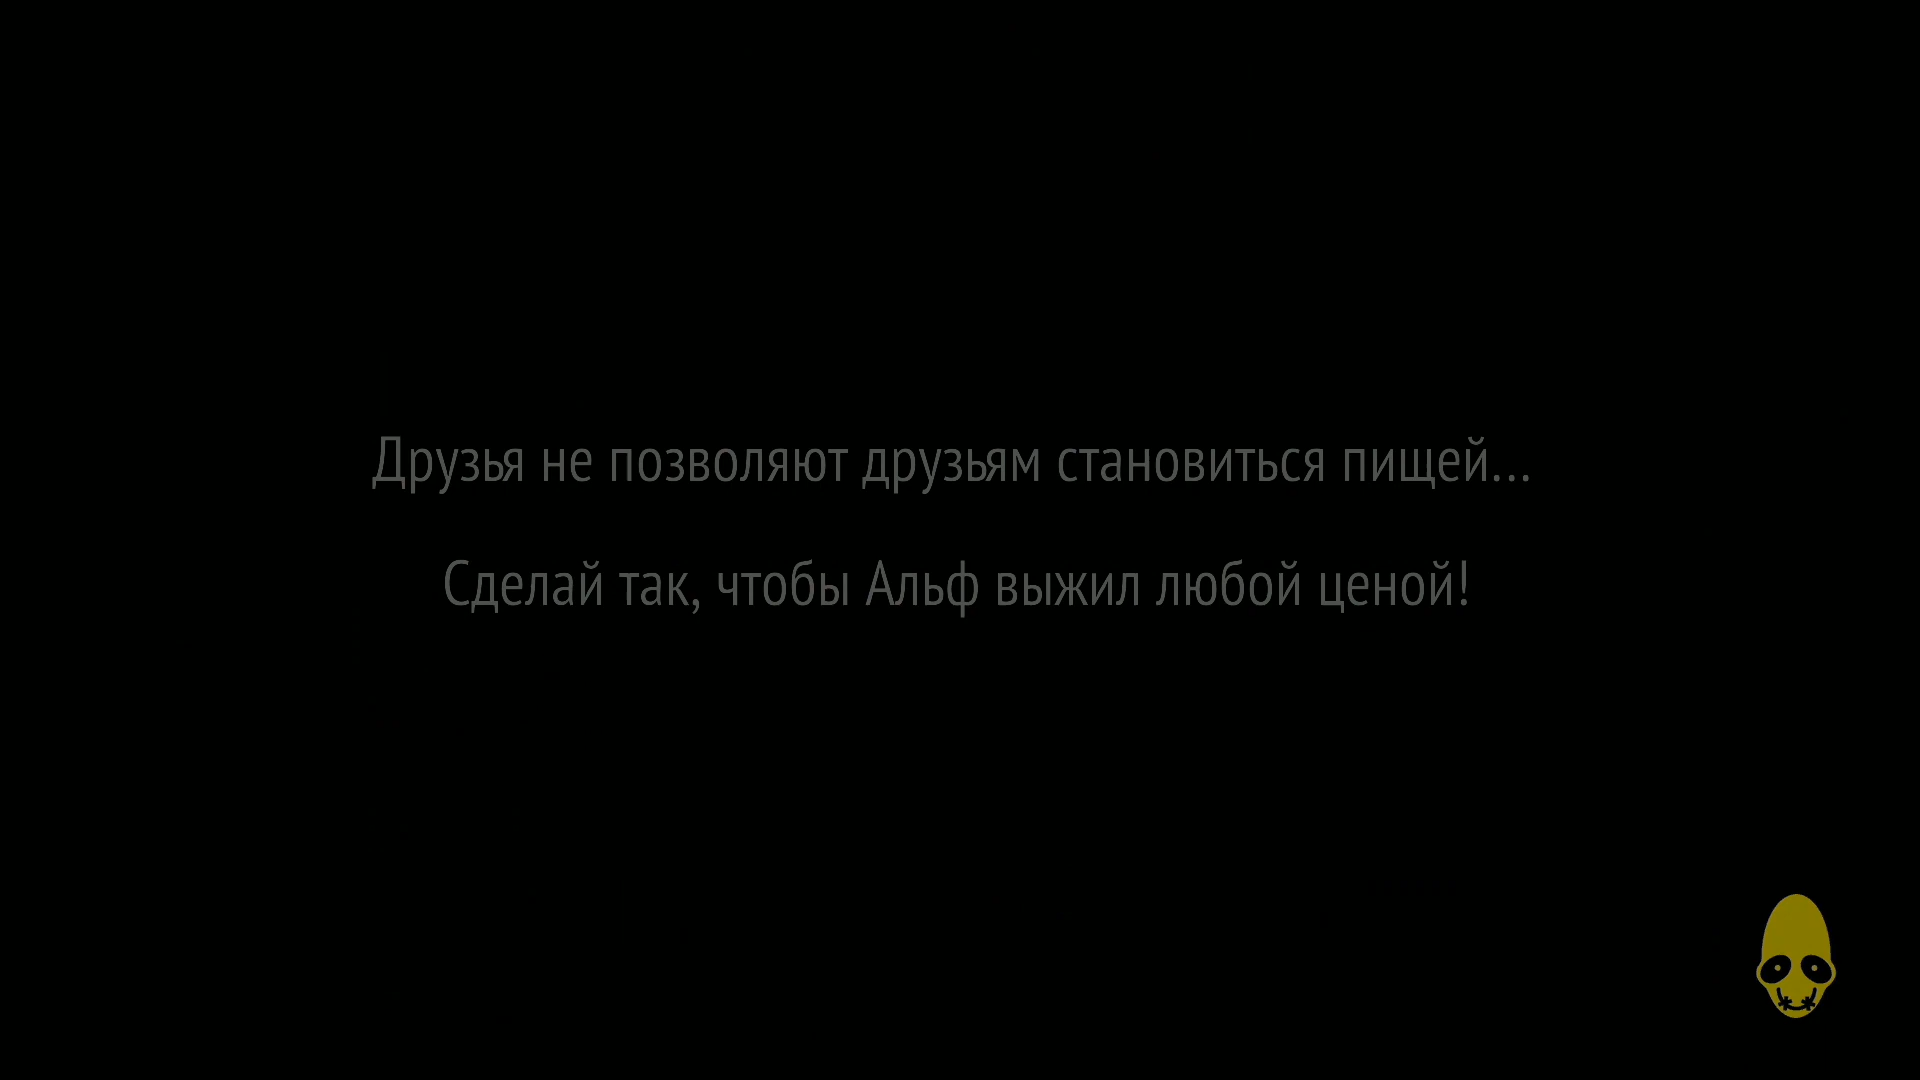 Друзья не позволяют друзьям становиться пищей...
Сделай так, чтобы Альф выжил любой ценой!